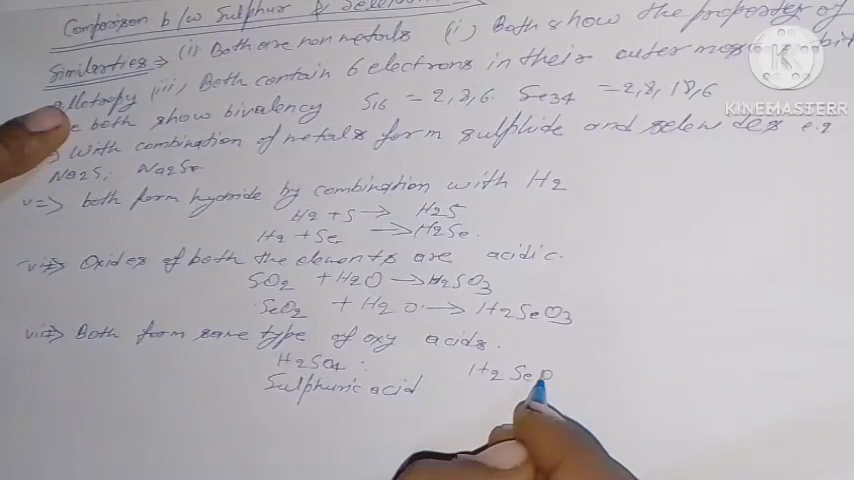 Comparison b/w Sulphur & Selenium
Similarties => (i) Both are non metals (i) Both show the property of
allotropy (iii) Both contain 6 electrons in their outer most orbit
e both show bivalency S16 = 2,8,6. Se34 = 2,8,18,6
) with combination of metals form sulphide and selenides e.g.
Na2S; Na2Se
v=> both form hydride by combination with H2
H2 + S → H2S
H2 + Se → H2Se.
vi=> Oxides of both the elements are acidic.
SO2 + H2O → H2SO3
SeO2 + H2O → H2SeO3
vii=> Both form same type of oxy acids.
H2SO4 : H2SeO
Sulphuric acid
KINEMASTER